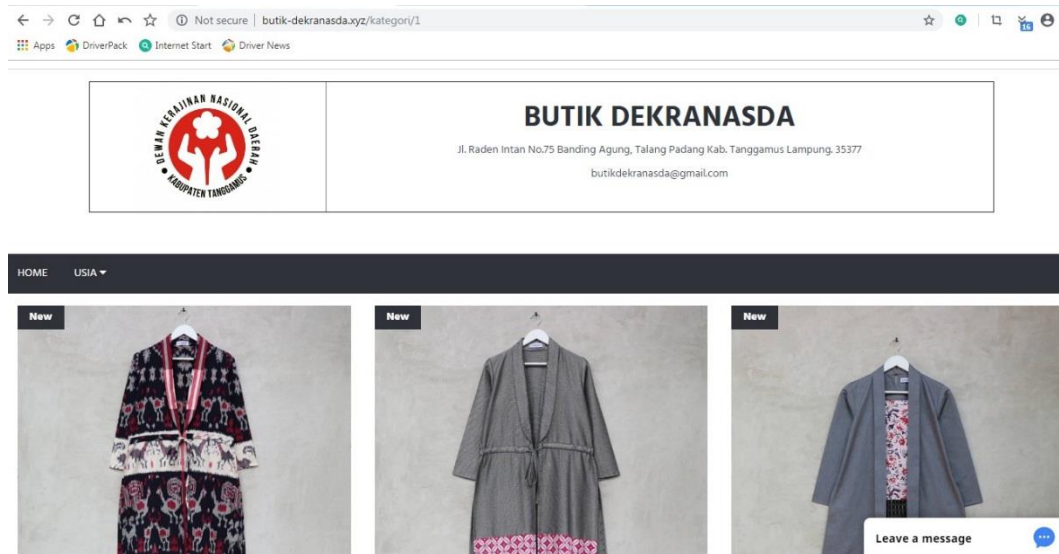 Not secure | butik-dekranasda.xyz/kategori/1
16
Apps DriverPack Internet Start Driver News
DEWAN KERAJINAN NASIONAL DAERAH
KABUPATEN TANGGAMUS
BUTIK DEKRANASDA
Jl. Raden Intan No.75 Banding Agung, Talang Padang Kab. Tanggamus Lampung. 35377
butikdekranasda@gmail.com
HOME USIA
New New New
Leave a message